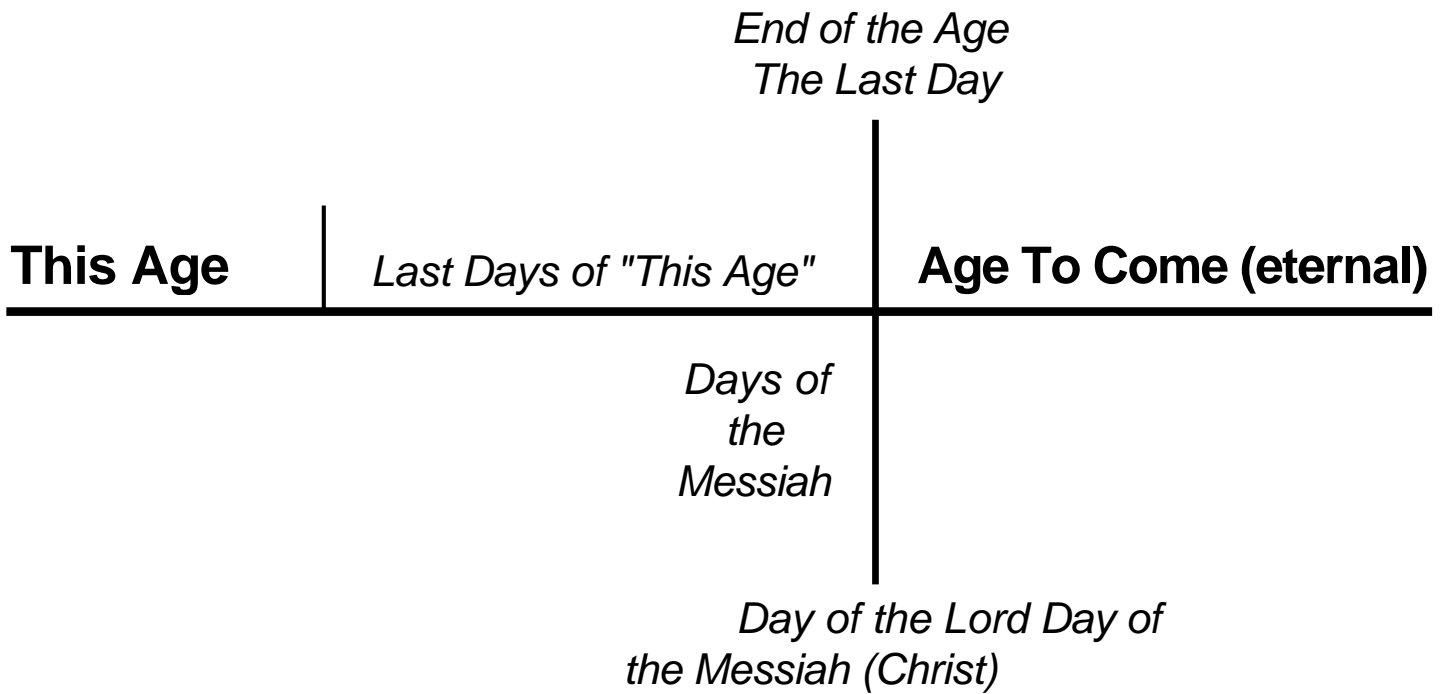 End of the Age
The Last Day
This Age
Last Days of "This Age"
Age To Come (eternal)
Days of
the
Messiah
Day of the Lord Day of
the Messiah (Christ)